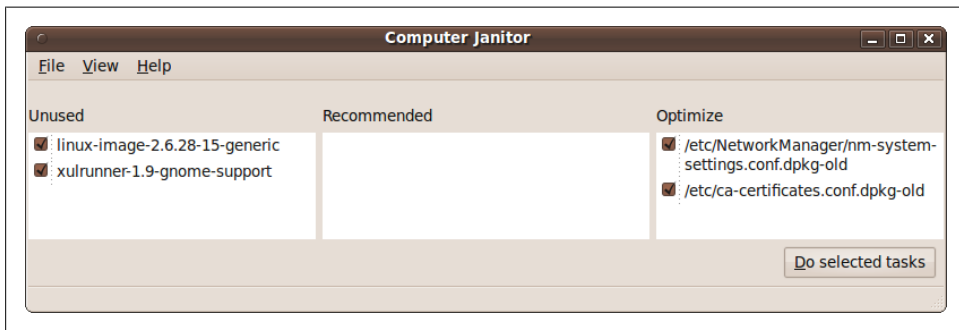 Computer Janitor
File View Help
Unused
linux-image-2.6.28-15-generic
xulrunner-1.9-gnome-support
Recommended
Optimize
/etc/NetworkManager/nm-system-
settings.conf.dpkg-old
/etc/ca-certificates.conf.dpkg-old
Do selected tasks